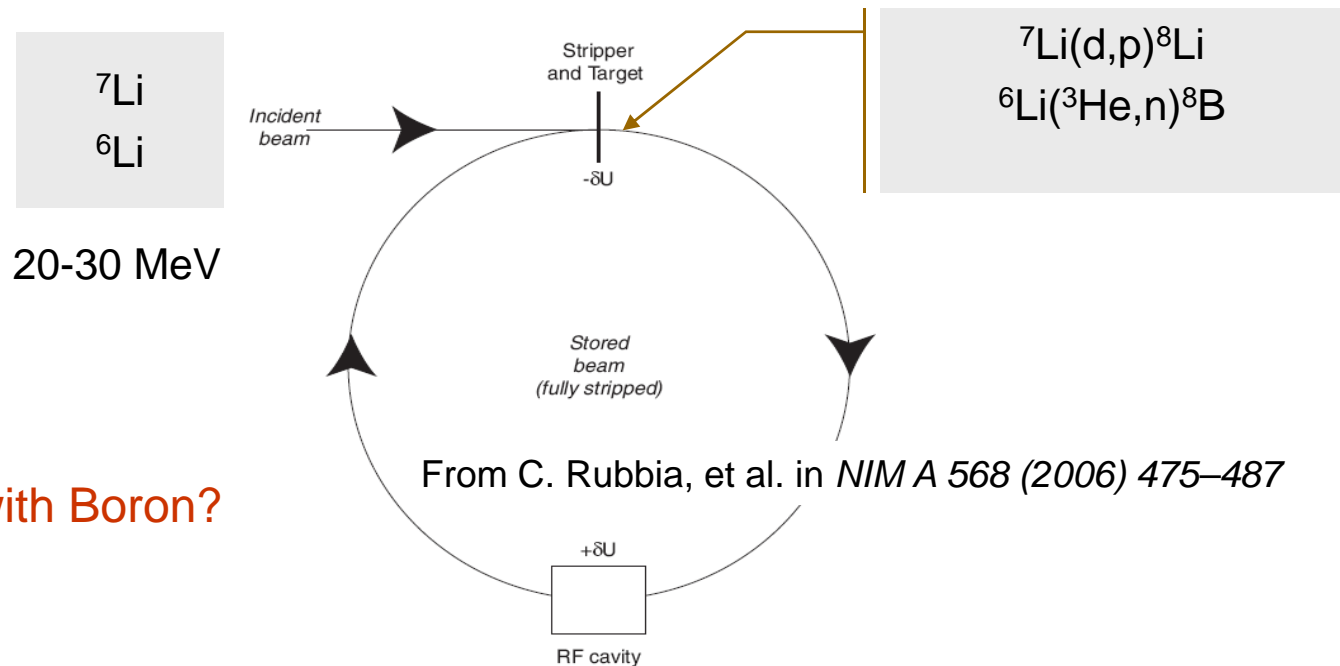 ⁷Li
⁶Li
20-30 MeV
Incident
beam
Stripper
and Target
-δU
⁷Li(d,p)⁸Li
⁶Li(³He,n)⁸B
Stored
beam
(fully stripped)
From C. Rubbia, et al. in NIM A 568 (2006) 475–487
with Boron?
+δU
RF cavity